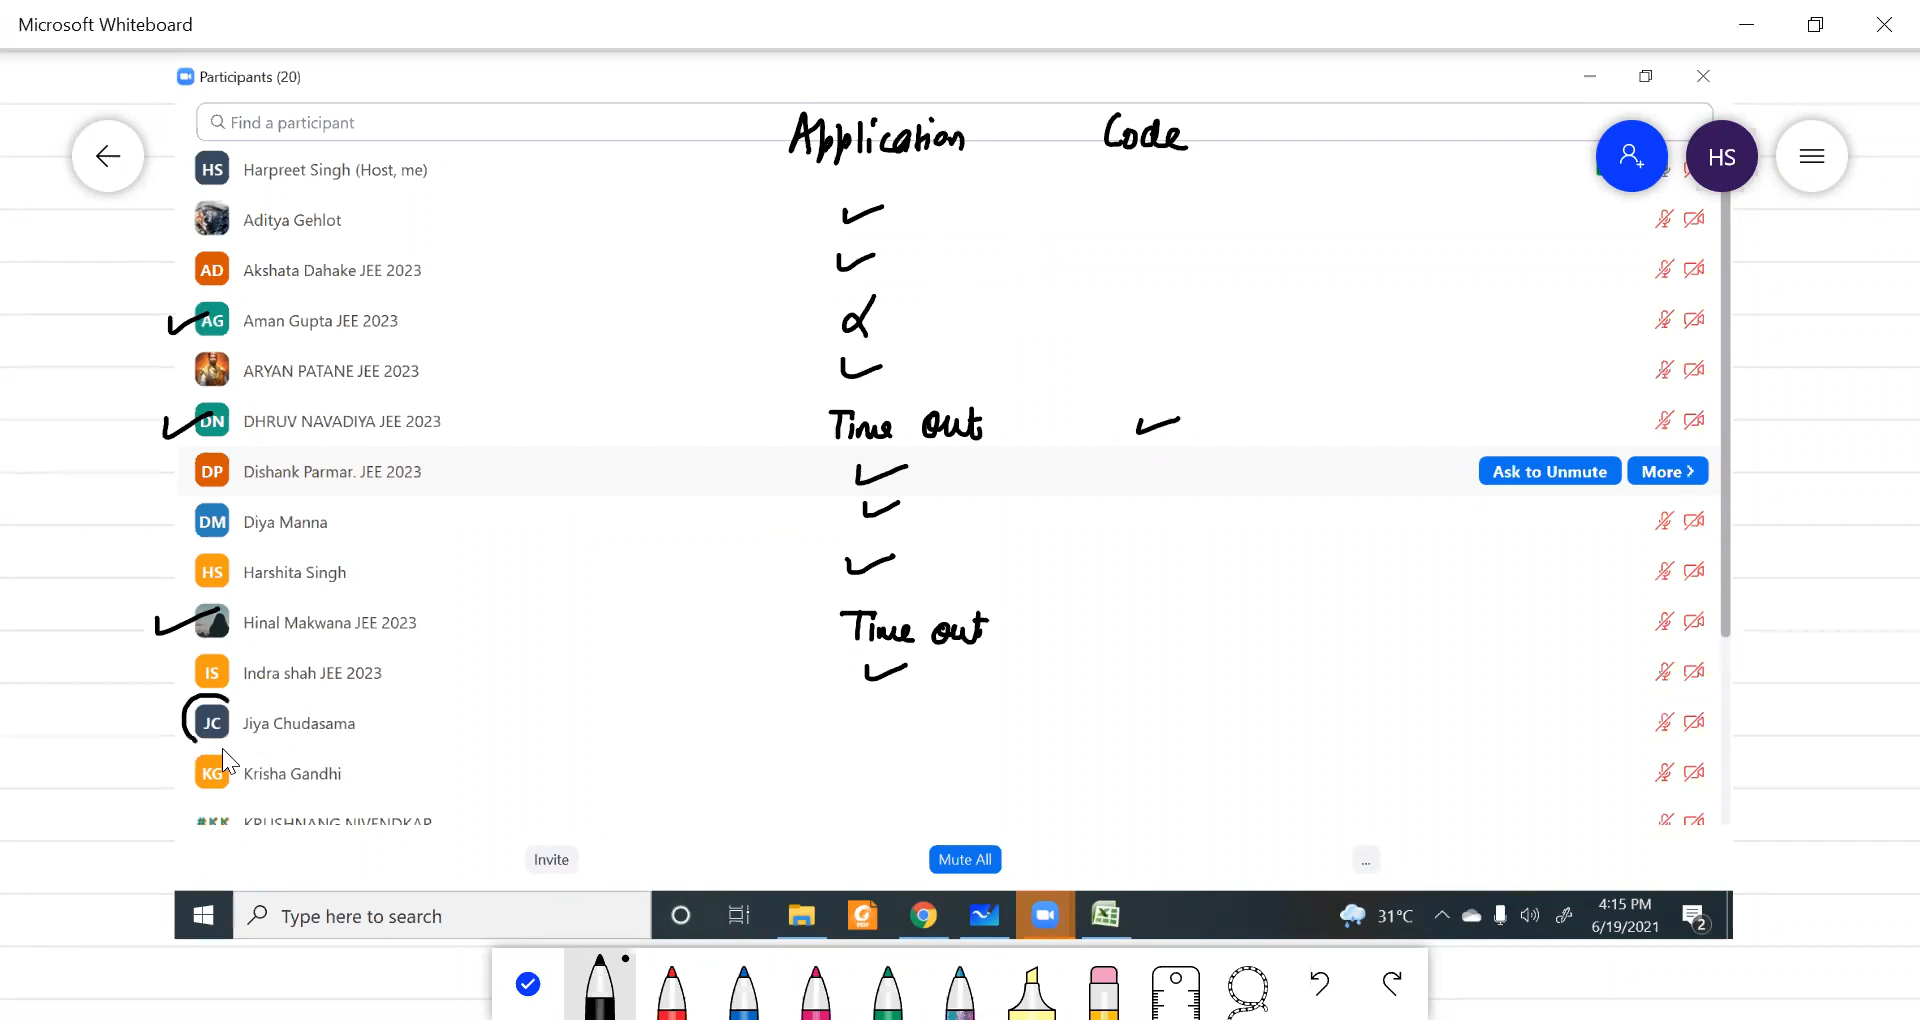 Microsoft Whiteboard
Participants (20)
Find a participant
Application Code
HS Harpreet Singh (Host, me)
HS
Aditya Gehlot
AD Akshata Dahake JEE 2023
AG Aman Gupta JEE 2023
ARYAN PATANE JEE 2023
DN DHRUV NAVADIYA JEE 2023 Time out
DP Dishank Parmar. JEE 2023 Ask to Unmute More
DM Diya Manna
HS Harshita Singh
Hinal Makwana JEE 2023 Time out
IS Indra shah JEE 2023
JC Jiya Chudasama
KG Krisha Gandhi
#KK KRUSHNANG NIVENDKAR
Invite Mute All ...
Type here to search 31°C 4:15 PM
6/19/2021 2